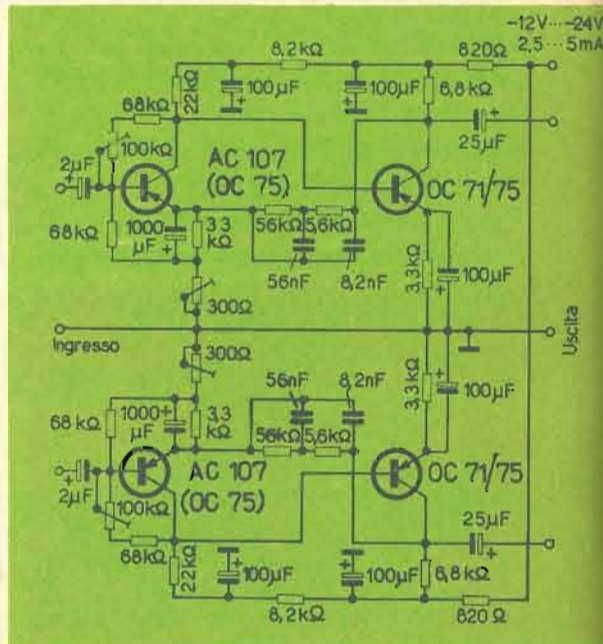 -12V...-24V
2,5...5mA
8,2kΩ
820Ω
22kΩ
100µF
+
100µF
+
6,8kΩ
+
25µF
68kΩ
100kΩ
2µF
+
AC 107
(OC 75)
OC 71/75
68kΩ
1000
µF
+
3,3
kΩ
56kΩ
5,6kΩ
56nF
8,2nF
3,3kΩ
100µF
+
300Ω
Ingresso
Uscita
300Ω
56nF
8,2nF
3,3kΩ
+
100µF
68kΩ
1000
µF
+
3,3
kΩ
56kΩ
5,6kΩ
AC 107
(OC 75)
OC 71/75
+
2µF
100kΩ
68kΩ
22kΩ
100µF
+
100µF
+
6,8kΩ
25µF
+
8,2kΩ
820Ω